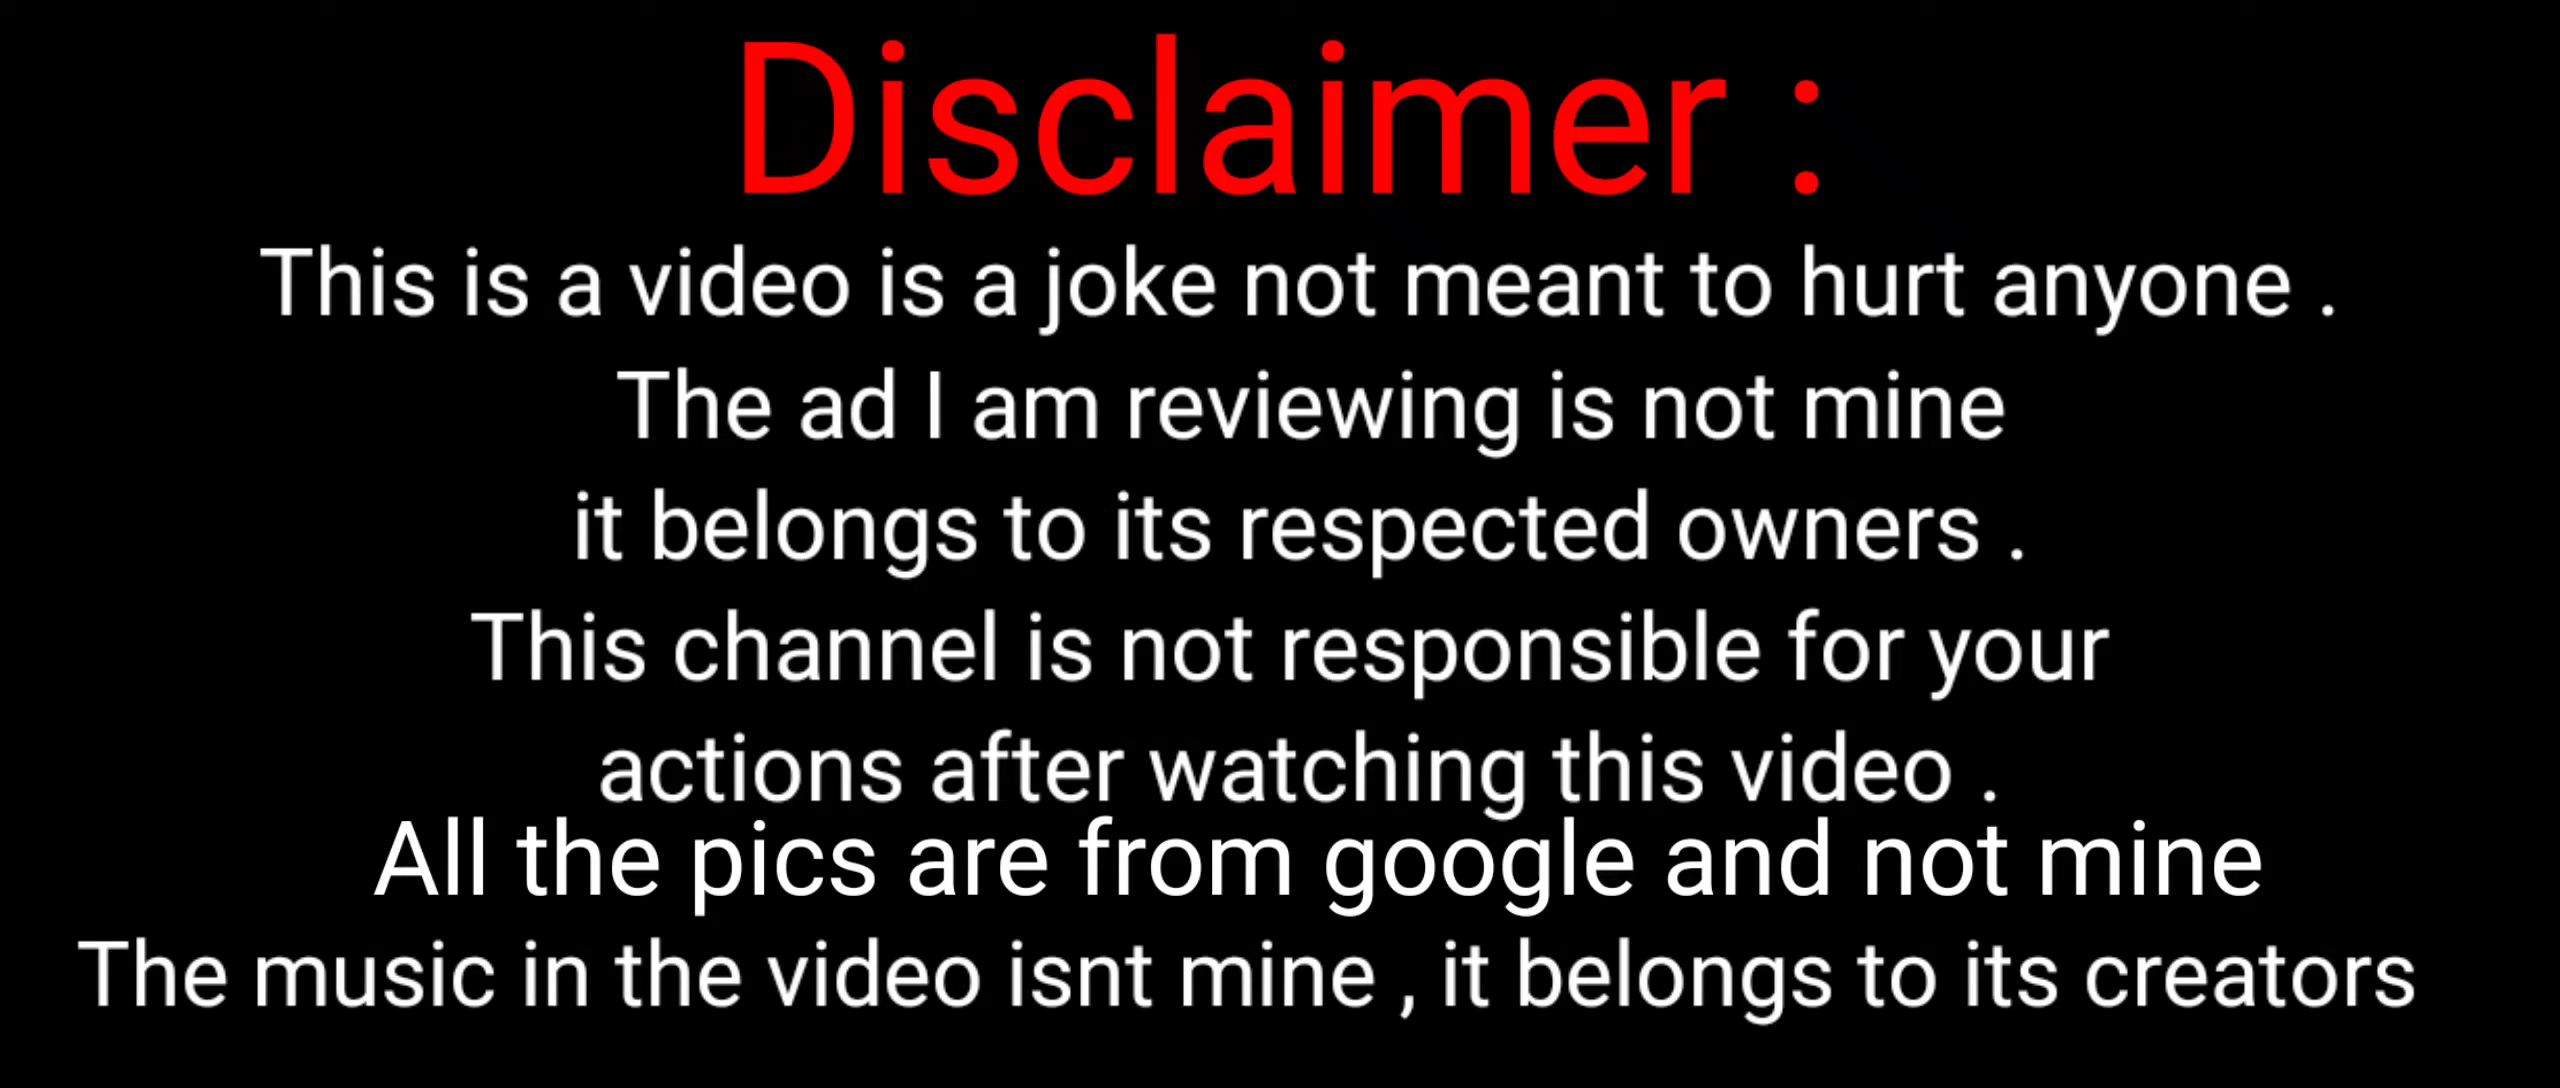 Disclaimer :
This is a video is a joke not meant to hurt anyone .
The ad I am reviewing is not mine
it belongs to its respected owners .
This channel is not responsible for your
actions after watching this video .
All the pics are from google and not mine
The music in the video isnt mine , it belongs to its creators